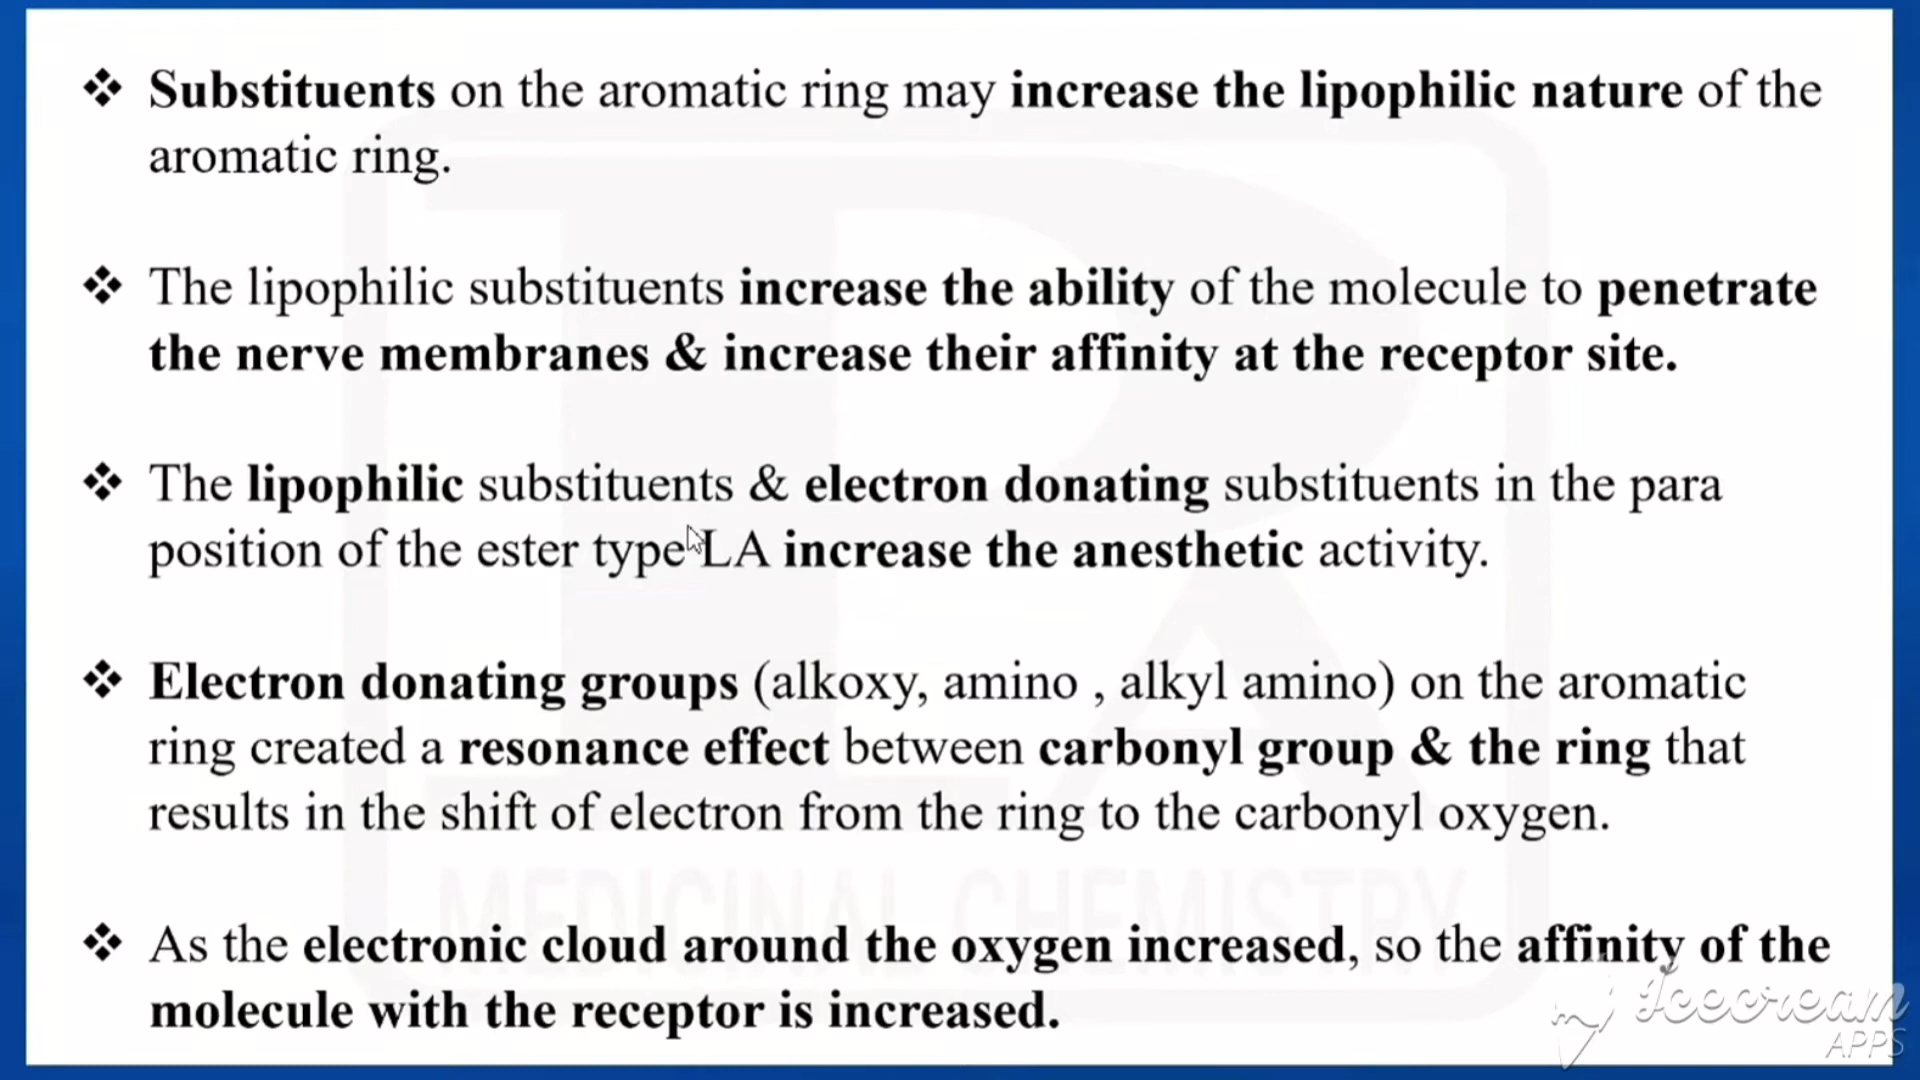 ❖ Substituents on the aromatic ring may increase the lipophilic nature of the
aromatic ring.
❖ The lipophilic substituents increase the ability of the molecule to penetrate
the nerve membranes & increase their affinity at the receptor site.
❖ The lipophilic substituents & electron donating substituents in the para
position of the ester type LA increase the anesthetic activity.
❖ Electron donating groups (alkoxy, amino , alkyl amino) on the aromatic
ring created a resonance effect between carbonyl group & the ring that
results in the shift of electron from the ring to the carbonyl oxygen.
MEDICINAL CHEMISTRY
❖ As the electronic cloud around the oxygen increased, so the affinity of the
molecule with the receptor is increased.
Icecream
APPS